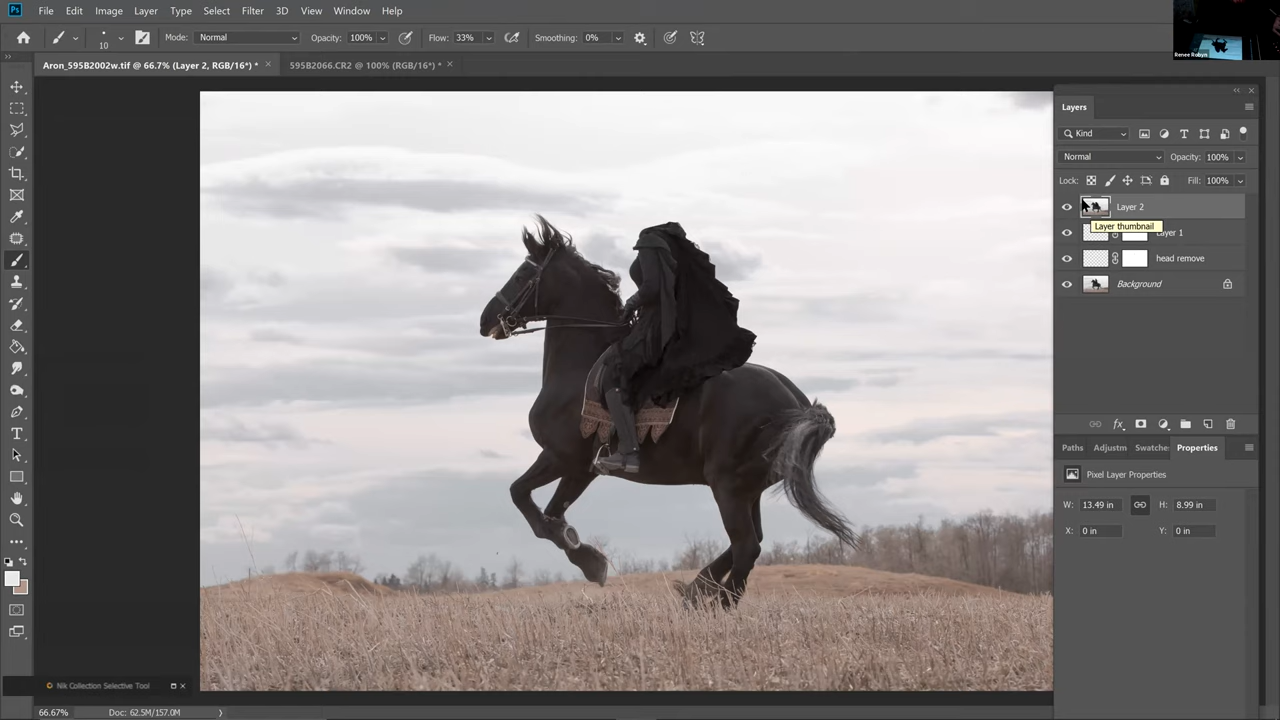 Ps File Edit Image Layer Type Select Filter 3D View Window Help
10 Mode: Normal Opacity: 100% Flow: 33% Smoothing: 0%
Renee Robyn
Aron_595B2002w.tif @ 66.7% (Layer 2, RGB/16*) * 595B2066.CR2 @ 100% (RGB/16*) *
Layers
Kind
Normal Opacity: 100%
Lock: Fill: 100%
Layer 2
Layer thumbnail
Layer 1
head remove
Background
fx
Paths Adjustm Swatche Properties
Pixel Layer Properties
W: 13.49 in H: 8.99 in
X: 0 in Y: 0 in
Nik Collection Selective Tool
66.67% Doc: 62.5M/157.0M